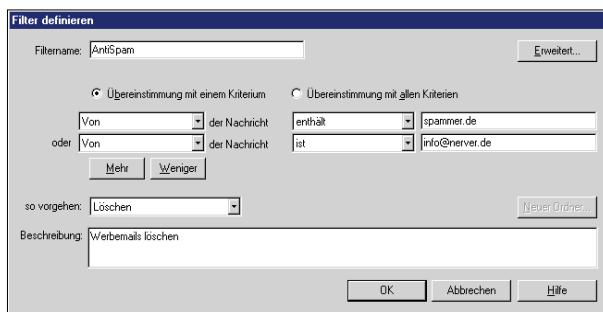 Filter definieren
Filtername: AntiSpam Erweitert...
Übereinstimmung mit einem Kriterium Übereinstimmung mit allen Kriterien
Von der Nachricht enthält spammer.de
oder Von der Nachricht ist info@nerver.de
Mehr Weniger
so vorgehen: Löschen Neuer Ordner...
Beschreibung: Werbemails löschen
OK Abbrechen Hilfe